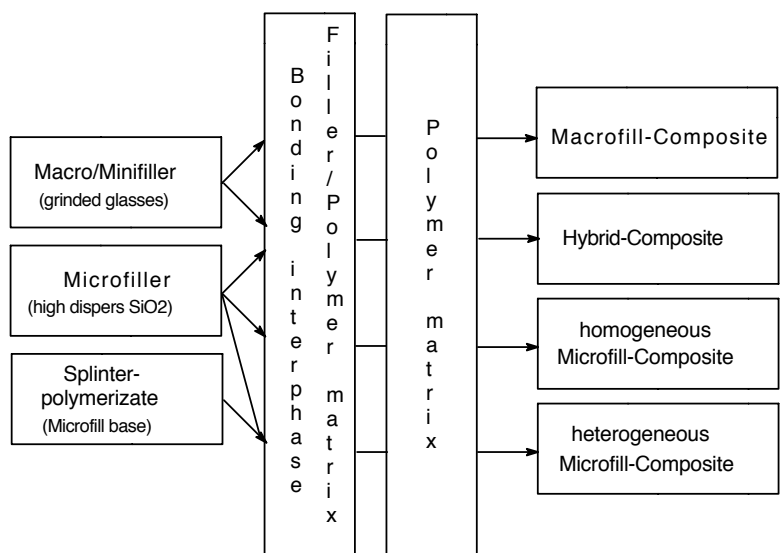 Macro/Minifiller
(grinded glasses)
Microfiller
(high dispers SiO2)
Splinter-
polymerizate
(Microfill base)
Bonding interphase
Filler/Polymer matrix
Polymer matrix
Macrofill-Composite
Hybrid-Composite
homogeneous
Microfill-Composite
heterogeneous
Microfill-Composite